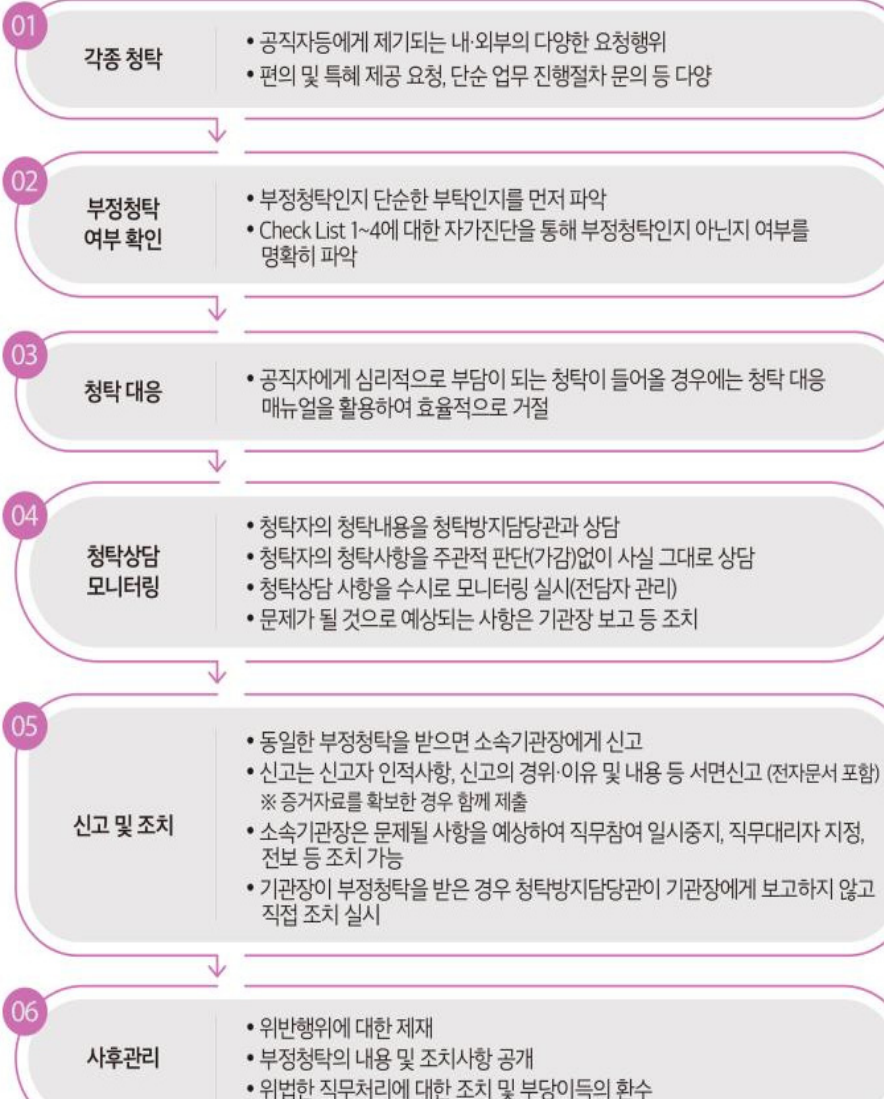 01
각종 청탁
• 공직자등에게 제기되는 내·외부의 다양한 요청행위
• 편의 및 특혜 제공 요청, 단순 업무 진행절차 문의 등 다양
02
부정청탁
여부 확인
• 부정청탁인지 단순한 부탁인지를 먼저 파악
• Check List 1~4에 대한 자가진단을 통해 부정청탁인지 아닌지 여부를
명확히 파악
03
청탁 대응
• 공직자에게 심리적으로 부담이 되는 청탁이 들어올 경우에는 청탁 대응
매뉴얼을 활용하여 효율적으로 거절
04
청탁상담
모니터링
• 청탁자의 청탁내용을 청탁방지담당관과 상담
• 청탁자의 청탁사항을 주관적 판단(가감)없이 사실 그대로 상담
• 청탁상담 사항을 수시로 모니터링 실시(전담자 관리)
• 문제가 될 것으로 예상되는 사항은 기관장 보고 등 조치
05
신고 및 조치
• 동일한 부정청탁을 받으면 소속기관장에게 신고
• 신고는 신고자 인적사항, 신고의 경위·이유 및 내용 등 서면신고 (전자문서 포함)
※ 증거자료를 확보한 경우 함께 제출
• 소속기관장은 문제될 사항을 예상하여 직무참여 일시중지, 직무대리자 지정,
전보 등 조치 가능
• 기관장이 부정청탁을 받은 경우 청탁방지담당관이 기관장에게 보고하지 않고
직접 조치 실시
06
사후관리
• 위반행위에 대한 제재
• 부정청탁의 내용 및 조치사항 공개
• 위법한 직무처리에 대한 조치 및 부당이득의 환수